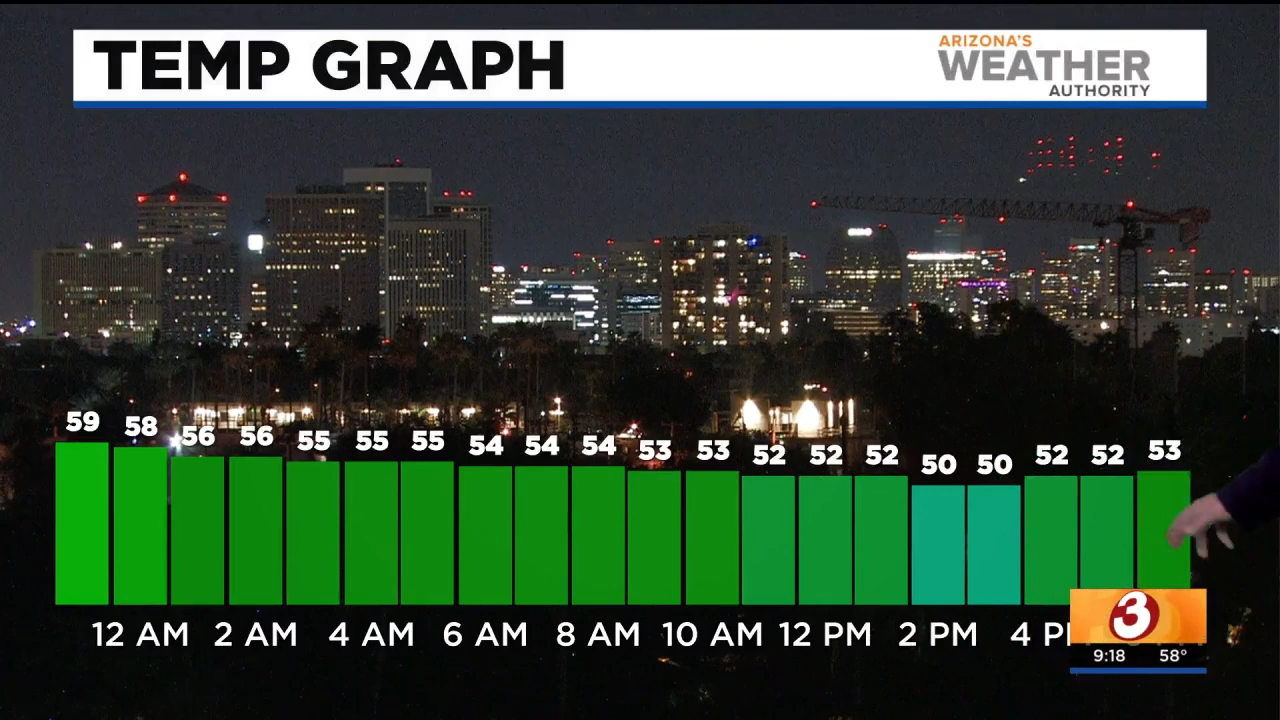 TEMP GRAPH
ARIZONA'S
WEATHER
AUTHORITY
59 58 56 56 55 55 55 54 54 54 53 53 52 52 52 50 50 52 52 53
12 AM 2 AM 4 AM 6 AM 8 AM 10 AM 12 PM 2 PM 4 P
3
9:18 58°